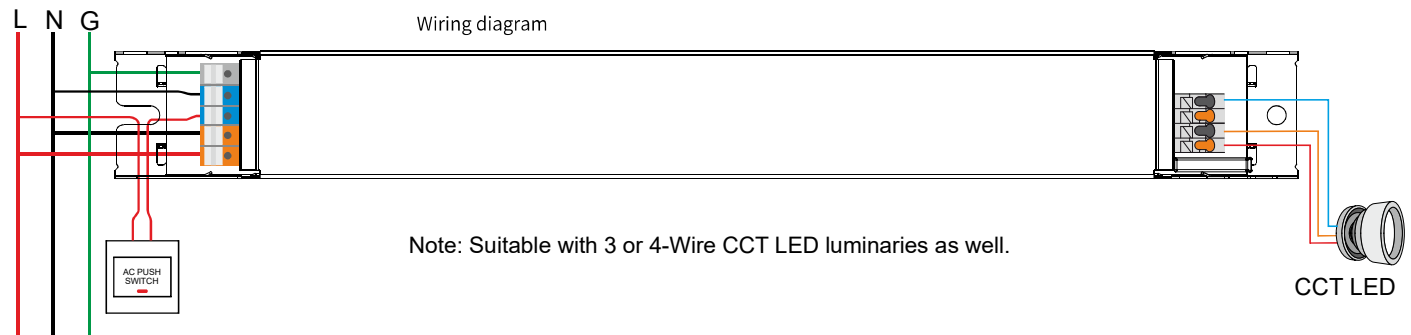 L N G
Wiring diagram
AC PUSH
SWITCH
Note: Suitable with 3 or 4-Wire CCT LED luminaries as well.
CCT LED